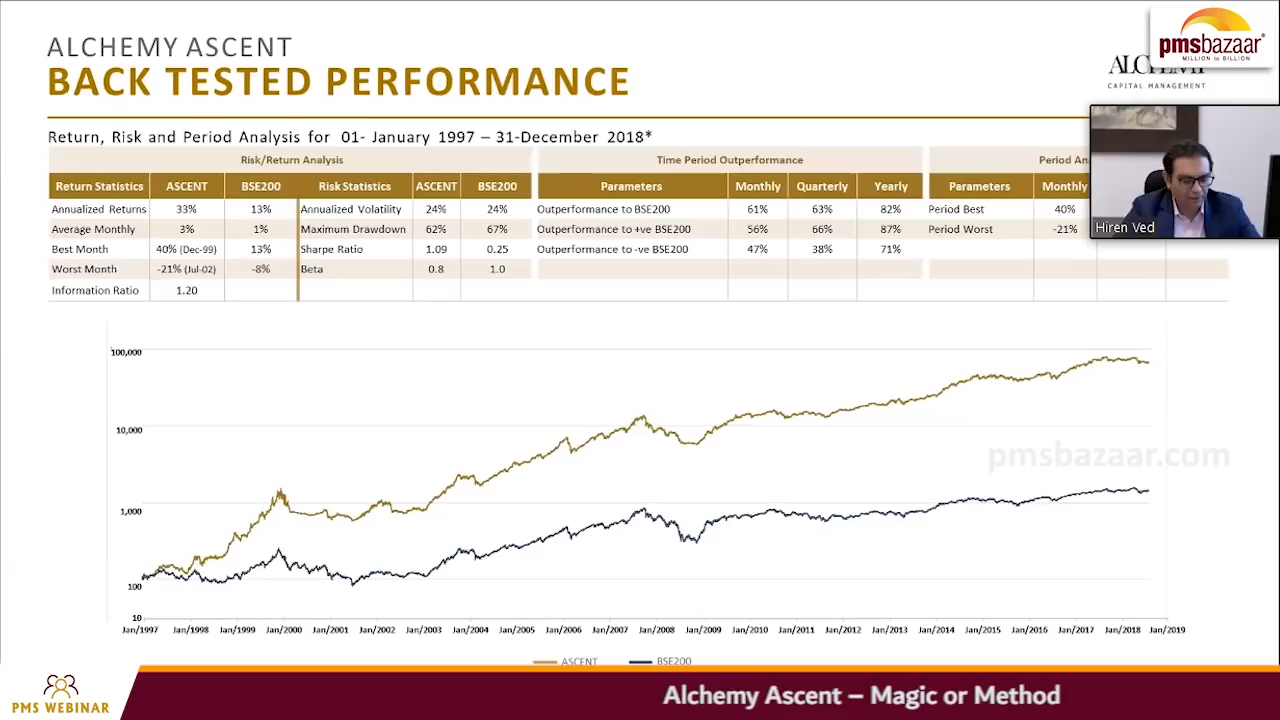 ALCHEMY ASCENT
BACK TESTED PERFORMANCE
pmsbazaar®
MILLION to BILLION
CAPITAL MANAGEMENT
Return, Risk and Period Analysis for 01- January 1997 – 31-December 2018*
Risk/Return Analysis Time Period Outperformance Period
Return Statistics ASCENT BSE200 Risk Statistics ASCENT BSE200 Parameters Monthly Quarterly Yearly Parameters Monthly
Annualized Returns 33% 13% Annualized Volatility 24% 24% Outperformance to BSE200 61% 63% 82% Period Best 40%
Average Monthly 3% 1% Maximum Drawdown 62% 67% Outperformance to +ve BSE200 56% 66% 87% Period Worst -21%
Best Month 40% (Dec-99) 13% Sharpe Ratio 1.09 0.25 Outperformance to -ve BSE200 47% 38% 71%
Worst Month -21% (Jul-02) -8% Beta 0.8 1.0
Information Ratio 1.20
Hiren Ved
100,000
10,000
pmsbazaar.com
1,000
100
10
Jan/1997 Jan/1998 Jan/1999 Jan/2000 Jan/2001 Jan/2002 Jan/2003 Jan/2004 Jan/2005 Jan/2006 Jan/2007 Jan/2008 Jan/2009 Jan/2010 Jan/2011 Jan/2012 Jan/2013 Jan/2014 Jan/2015 Jan/2016 Jan/2017 Jan/2018 Jan/2019
ASCENT BSE200
PMS WEBINAR
Alchemy Ascent – Magic or Method